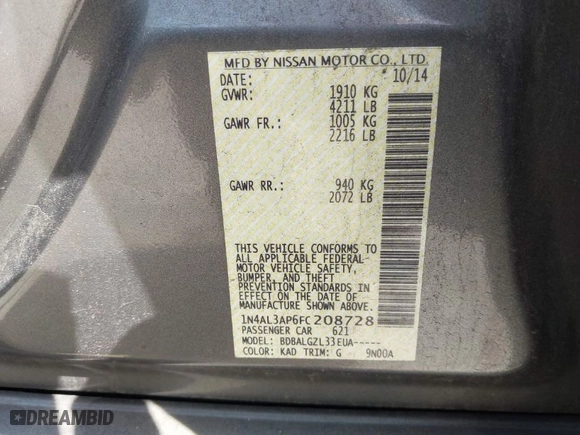 MFD BY NISSAN MOTOR CO., LTD.
DATE: 10/14
GVWR: 1910 KG
4211 LB
GAWR FR.: 1005 KG
2216 LB
GAWR RR.: 940 KG
2072 LB
THIS VEHICLE CONFORMS TO
ALL APPLICABLE FEDERAL
MOTOR VEHICLE SAFETY,
BUMPER, AND THEFT
PREVENTION STANDARDS IN
EFFECT ON THE DATE OF
MANUFACTURE SHOWN ABOVE.
1N4AL3AP6FC208728
PASSENGER CAR 621
MODEL: BDBALGZL33EUA-----
COLOR: KAD TRIM: G 9N00A
DREAMBID